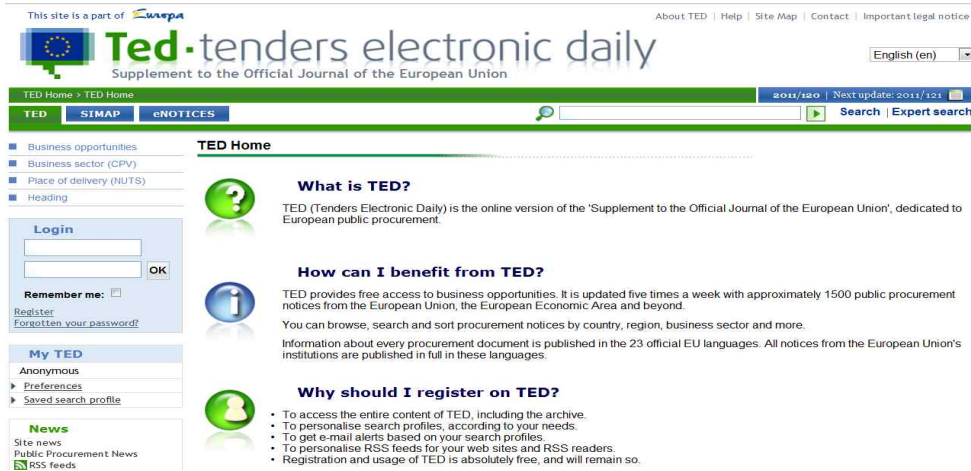 This site is a part of Europa
About TED | Help | Site Map | Contact | Important legal notice
Ted·tenders electronic daily
Supplement to the Official Journal of the European Union
English (en)
TED Home > TED Home
2011/120 | Next update: 2011/121
TED SIMAP eNOTICES
Search | Expert search
Business opportunities
Business sector (CPV)
Place of delivery (NUTS)
Heading
Login
OK
Remember me:
Register
Forgotten your password?
My TED
Anonymous
Preferences
Saved search profile
News
Site news
Public Procurement News
RSS feeds
TED Home
What is TED?
TED (Tenders Electronic Daily) is the online version of the 'Supplement to the Official Journal of the European Union', dedicated to
European public procurement.
How can I benefit from TED?
TED provides free access to business opportunities. It is updated five times a week with approximately 1500 public procurement
notices from the European Union, the European Economic Area and beyond.
You can browse, search and sort procurement notices by country, region, business sector and more.
Information about every procurement document is published in the 23 official EU languages. All notices from the European Union's
institutions are published in full in these languages.
Why should I register on TED?
• To access the entire content of TED, including the archive.
• To personalise search profiles, according to your needs.
• To get e-mail alerts based on your search profiles.
• To personalise RSS feeds for your web sites and RSS readers.
• Registration and usage of TED is absolutely free, and will remain so.